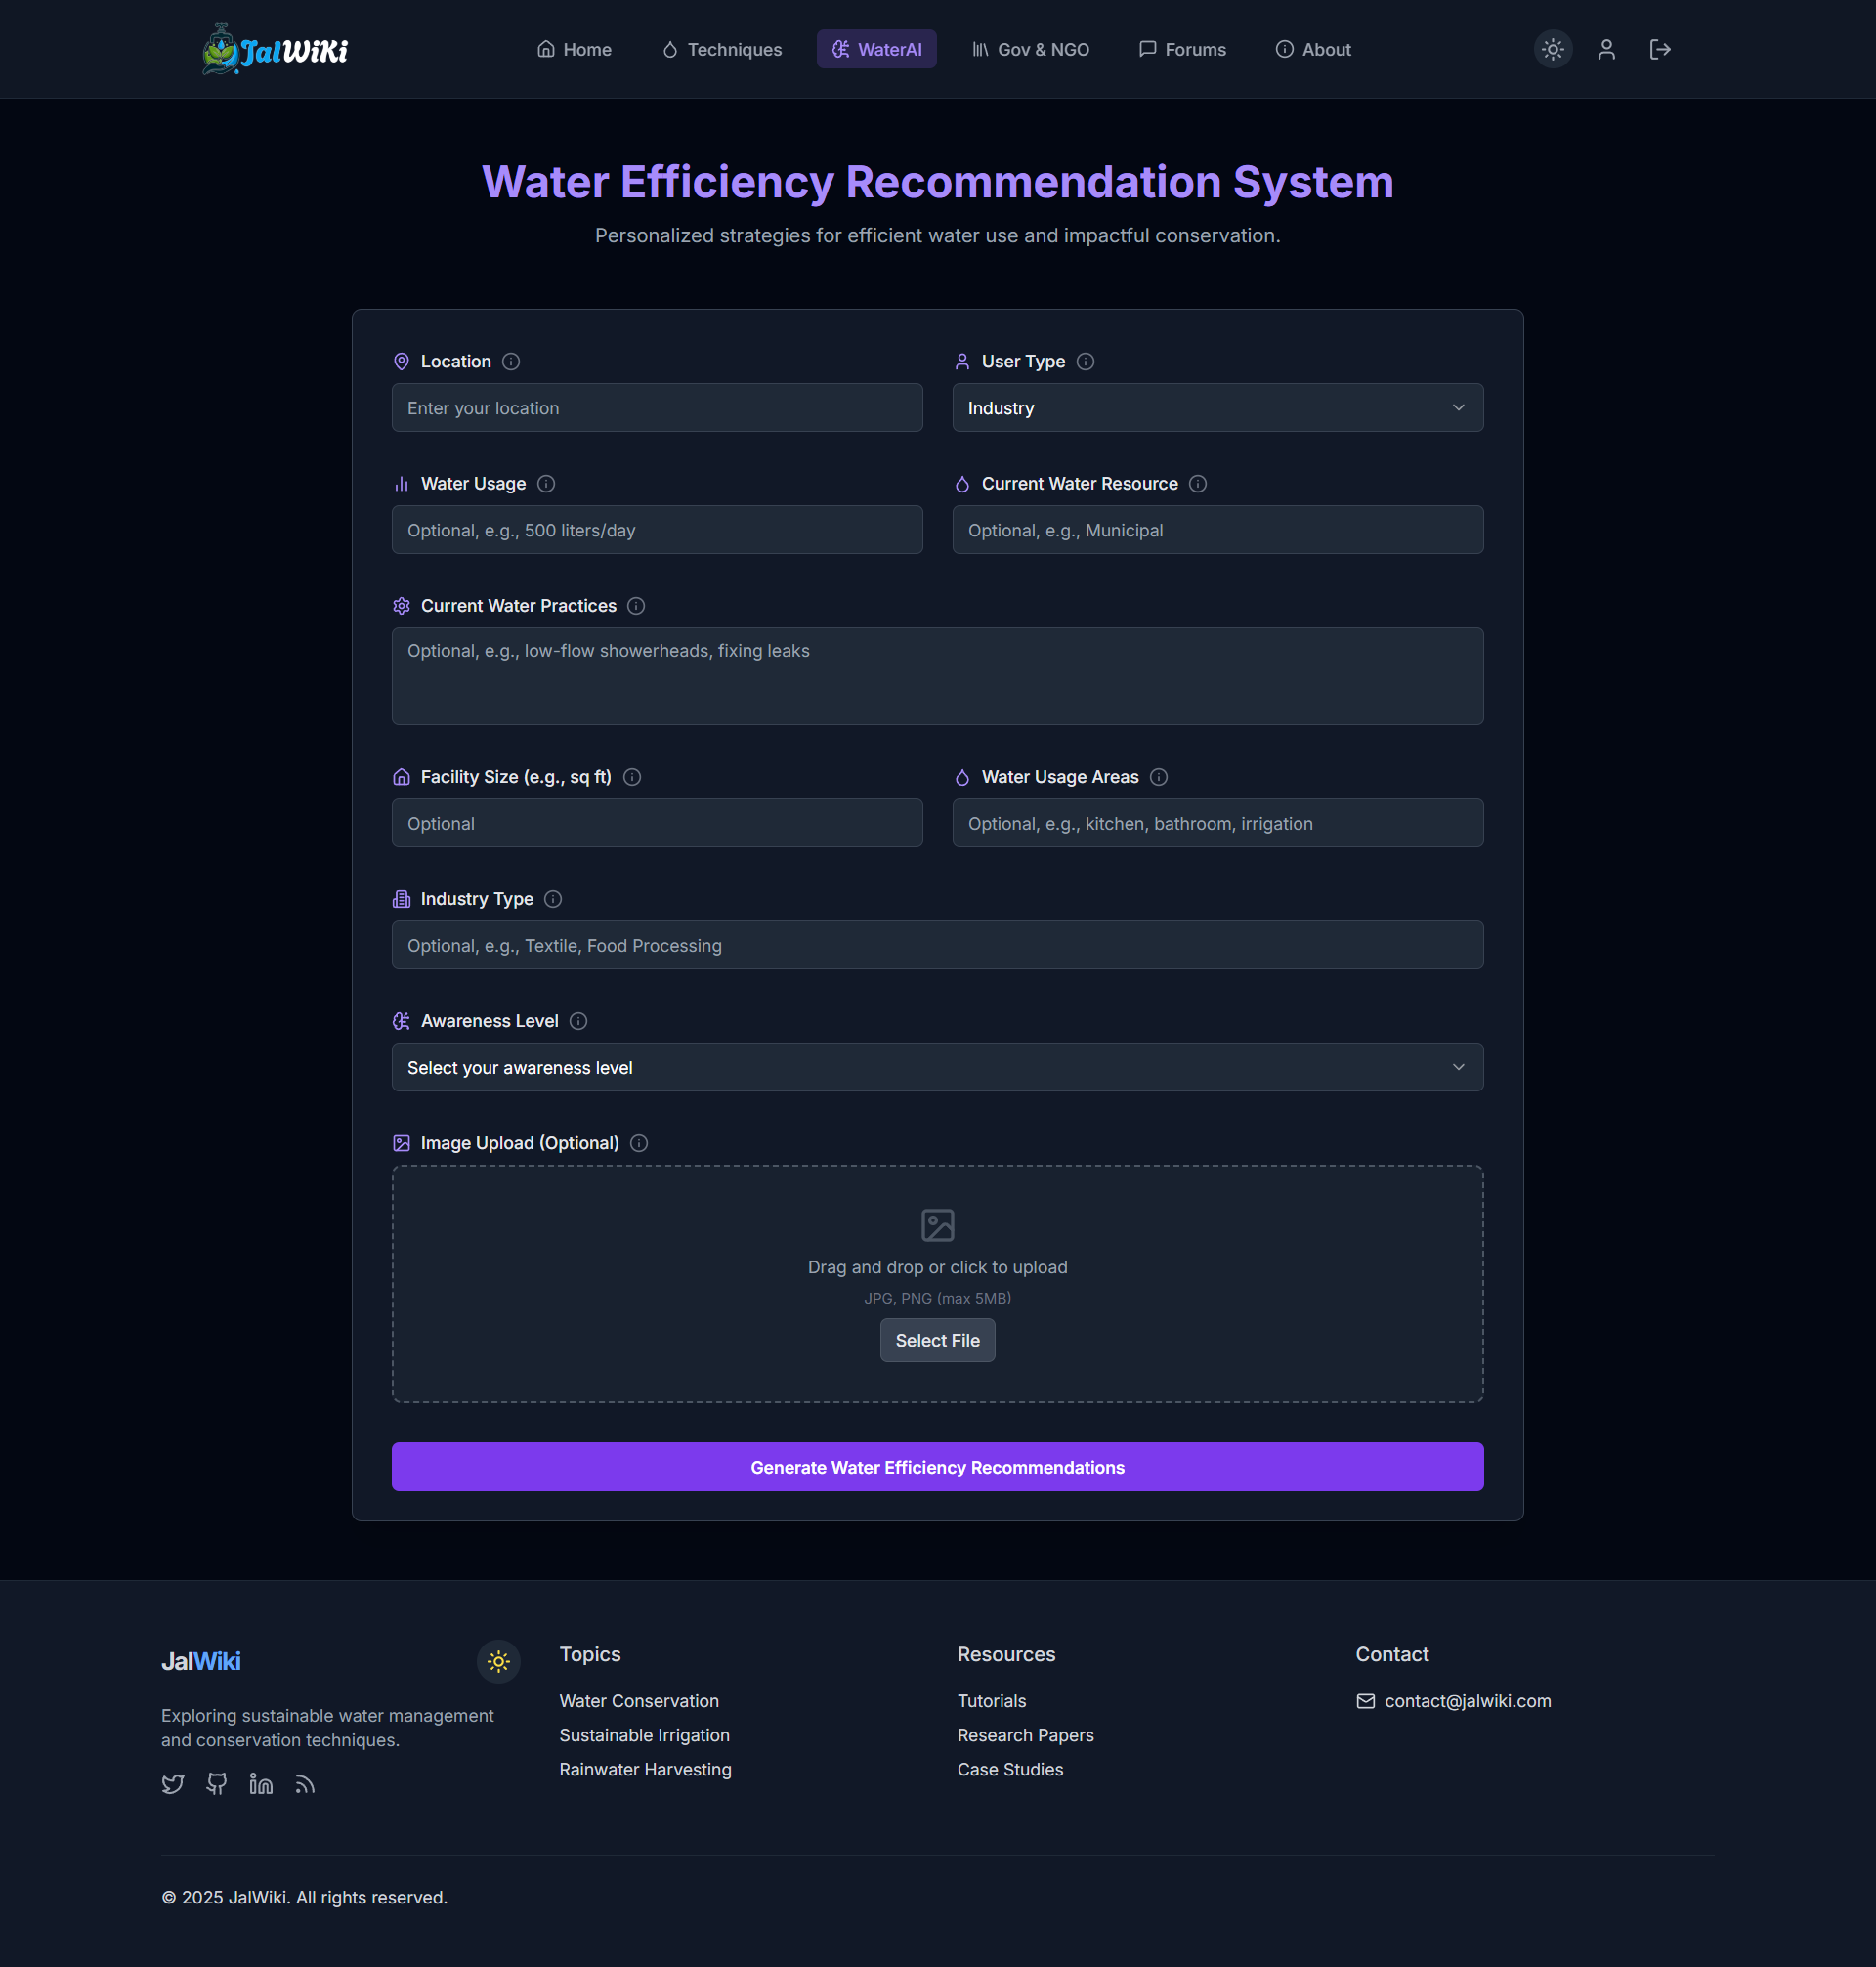 JalWiKi
Home
Techniques
WaterAI
Gov & NGO
Forums
About
Water Efficiency Recommendation System
Personalized strategies for efficient water use and impactful conservation.
Location
User Type
Enter your location
Industry
Water Usage
Current Water Resource
Optional, e.g., 500 liters/day
Optional, e.g., Municipal
Current Water Practices
Optional, e.g., low-flow showerheads, fixing leaks
Facility Size (e.g., sq ft)
Water Usage Areas
Optional
Optional, e.g., kitchen, bathroom, irrigation
Industry Type
Optional, e.g., Textile, Food Processing
Awareness Level
Select your awareness level
Image Upload (Optional)
Drag and drop or click to upload
JPG, PNG (max 5MB)
Select File
Generate Water Efficiency Recommendations
JalWiki
Exploring sustainable water management
and conservation techniques.
Topics
Water Conservation
Sustainable Irrigation
Rainwater Harvesting
Resources
Tutorials
Research Papers
Case Studies
Contact
contact@jalwiki.com
© 2025 JalWiki. All rights reserved.